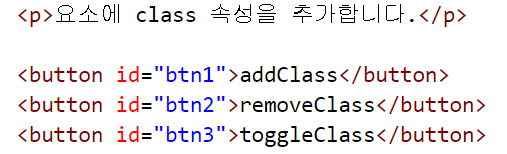 <p>요소에 class 속성을 추가합니다.</p>
<button id="btn1">addClass</button>
<button id="btn2">removeClass</button>
<button id="btn3">toggleClass</button>